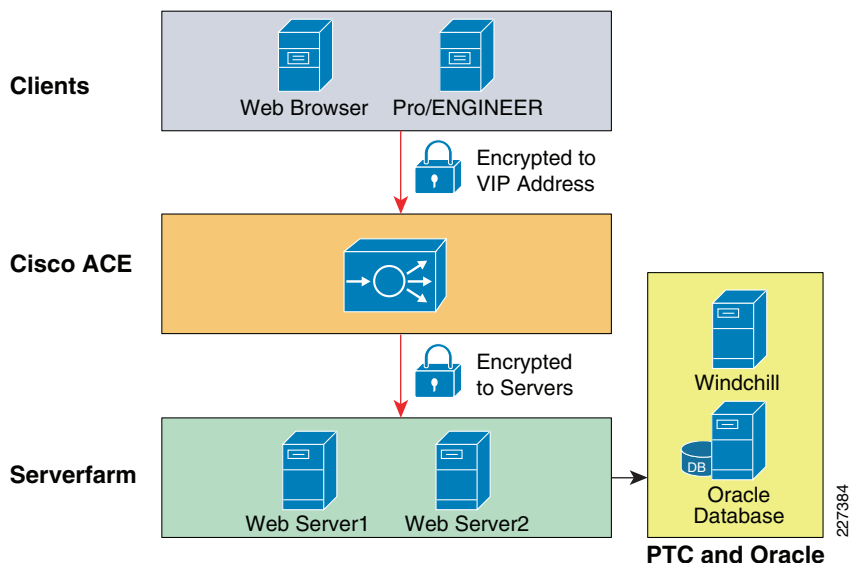 Clients
Web Browser
Pro/ENGINEER
Encrypted to
VIP Address
Cisco ACE
Encrypted
to Servers
Windchill
DB
Oracle
Database
Serverfarm
Web Server1
Web Server2
PTC and Oracle
227384